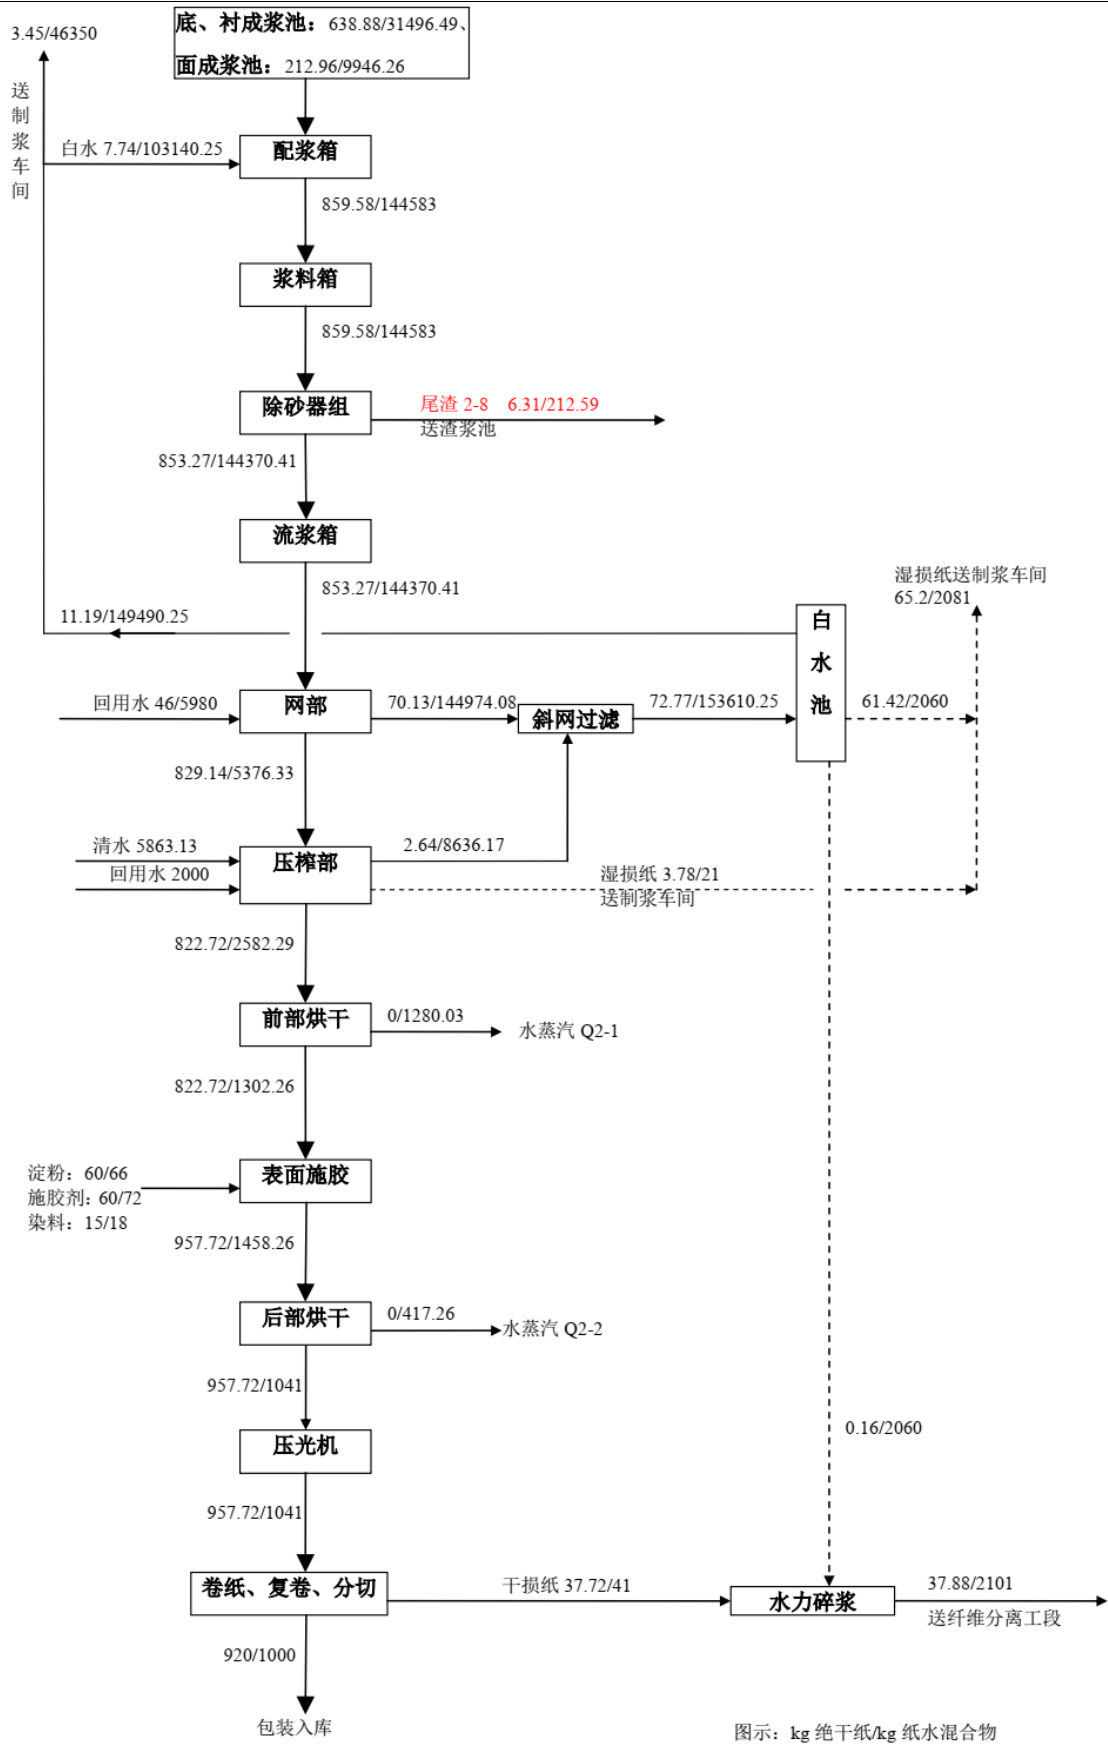 3.45/46350
底、衬成浆池：638.88/31496.49、
面成浆池：212.96/9946.26
送制浆车间
白水 7.74/103140.25
配浆箱
859.58/144583
浆料箱
859.58/144583
除砂器组
尾渣 2-8 6.31/212.59
送渣浆池
853.27/144370.41
流浆箱
853.27/144370.41
湿损纸送制浆车间
65.2/2081
11.19/149490.25
白水池
回用水 46/5980
网部
70.13/144974.08
斜网过滤
72.77/153610.25
61.42/2060
829.14/5376.33
清水 5863.13
回用水 2000
压榨部
2.64/8636.17
湿损纸 3.78/21
送制浆车间
822.72/2582.29
前部烘干
0/1280.03
水蒸汽 Q2-1
822.72/1302.26
淀粉：60/66
施胶剂：60/72
染料：15/18
表面施胶
957.72/1458.26
后部烘干
0/417.26
水蒸汽 Q2-2
957.72/1041
压光机
0.16/2060
957.72/1041
卷纸、复卷、分切
干损纸 37.72/41
水力碎浆
37.88/2101
送纤维分离工段
920/1000
包装入库
图示：kg 绝干纸/kg 纸水混合物